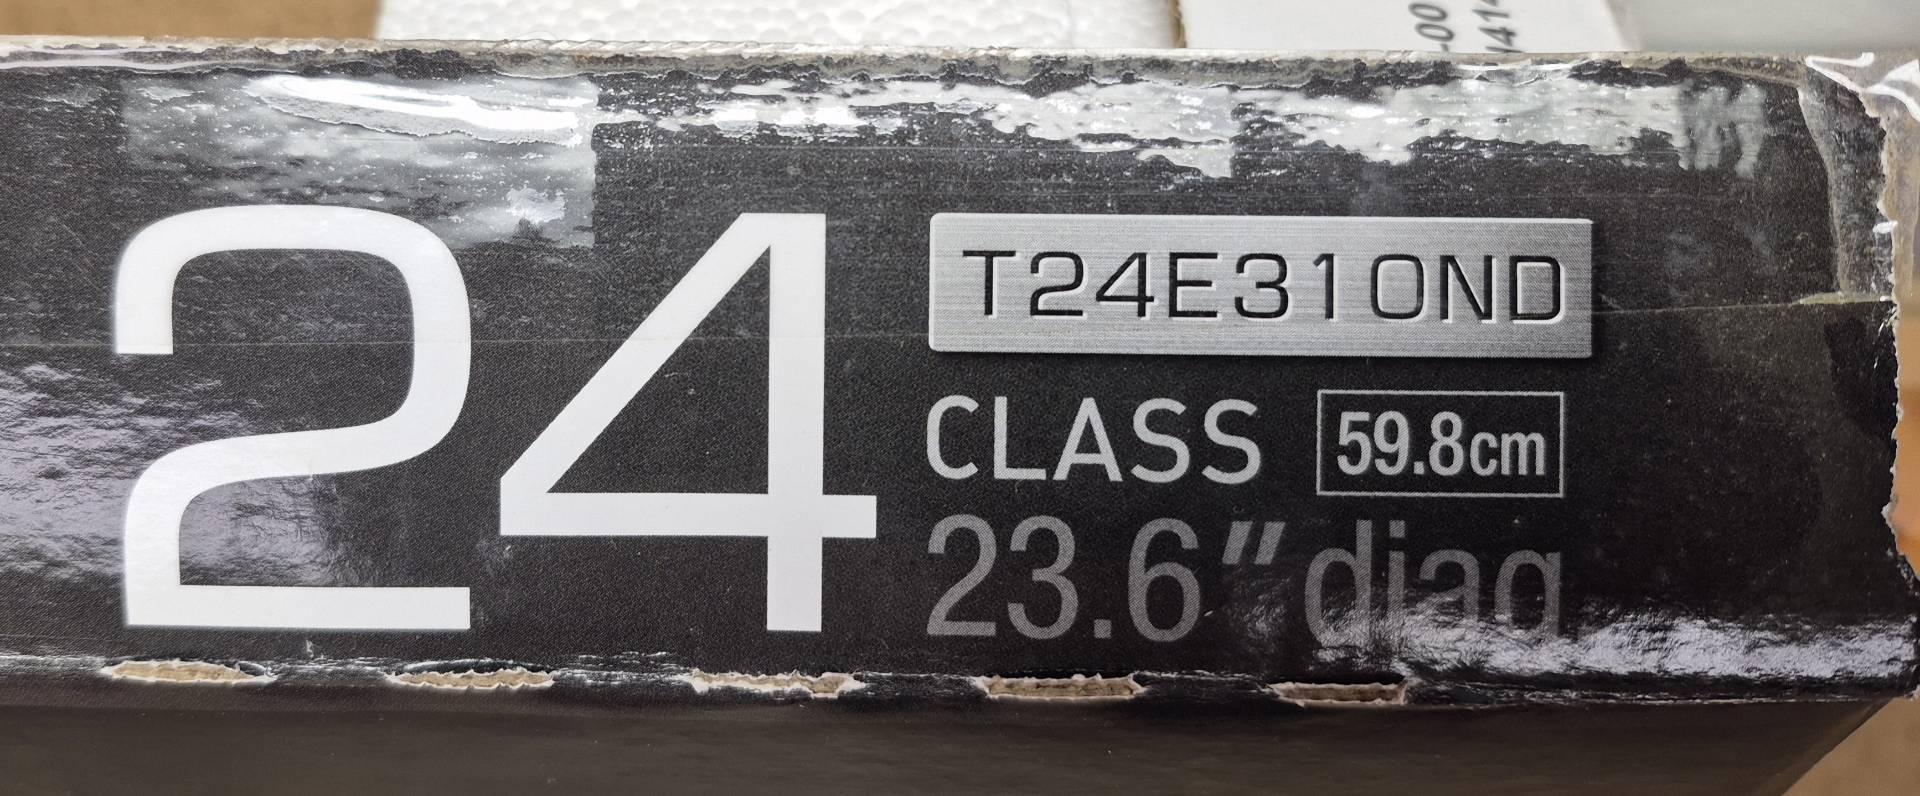 24
T24E310ND
CLASS 59.8cm
23.6" diag